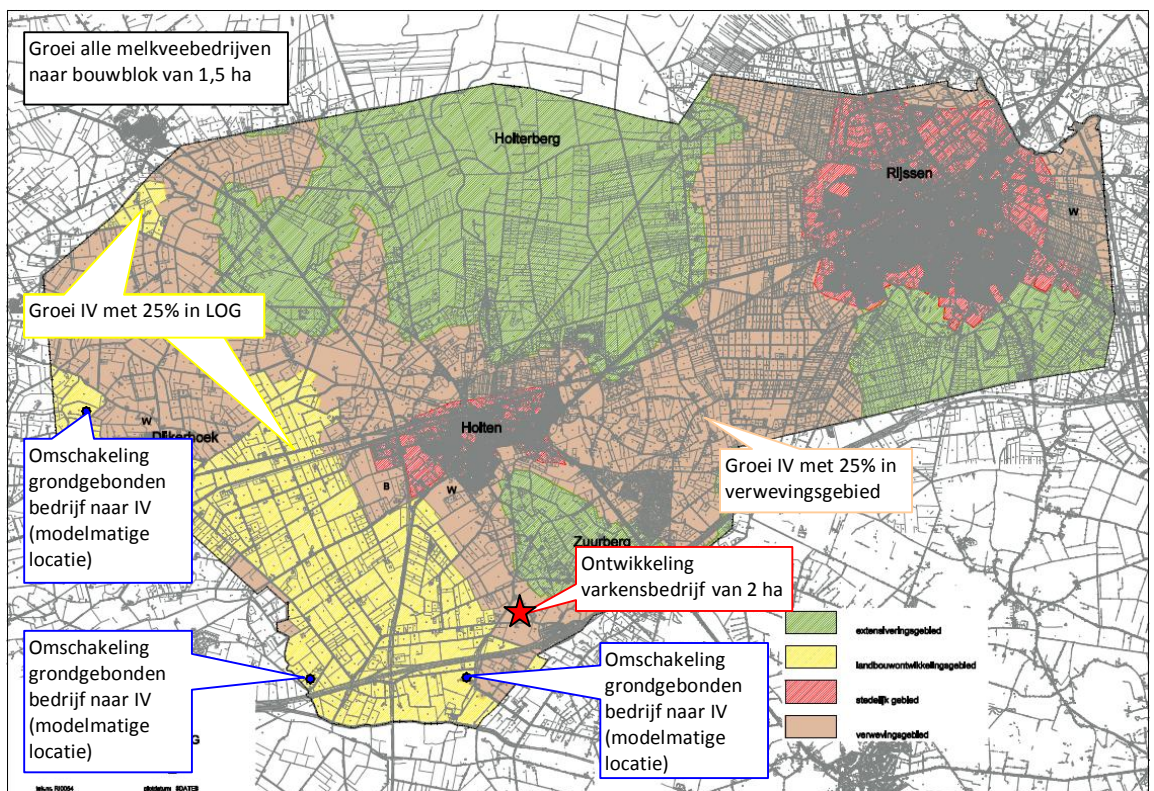 Groei alle melkveebedrijven
naar bouwblok van 1,5 ha
Holterberg
Rijssen
W
Groei IV met 25% in LOG
W
Holten
Omschakeling
grondgebonden
bedrijf naar IV
(modelmatige
locatie)
B
W
Groei IV met 25% in
verwevingsgebied
Zuurberg
Ontwikkeling
varkensbedrijf van 2 ha
Omschakeling
grondgebonden
bedrijf naar IV
(modelmatige
locatie)
Omschakeling
grondgebonden
bedrijf naar IV
(modelmatige
locatie)
extensiveringsgebied
landbouwontwikkelingsgebied
stedelijk gebied
verwevingsgebied
G